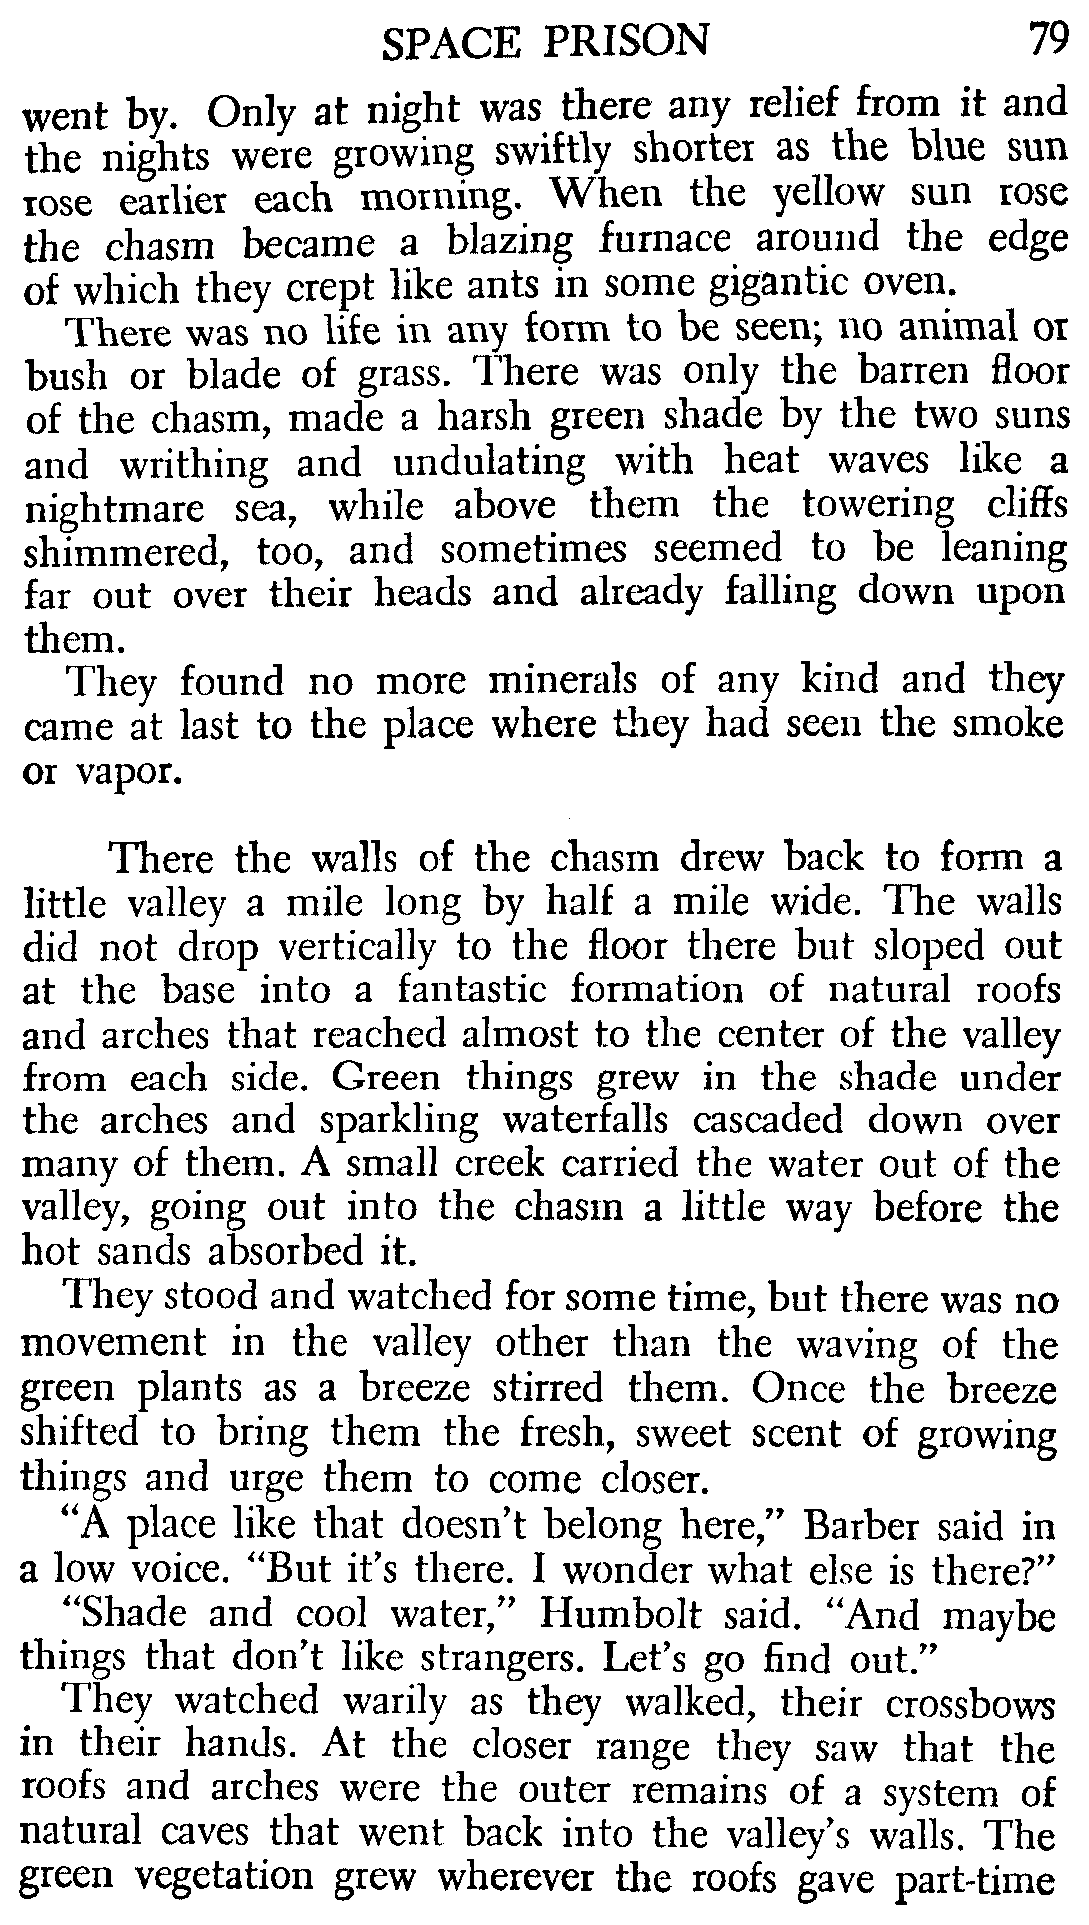 SPACE PRISON 79
went by. Only at night was there any relief from it and
the nights were growing swiftly shorter as the blue sun
rose earlier each morning. When the yellow sun rose
the chasm became a blazing furnace around the edge
of which they crept like ants in some gigantic oven.
There was no life in any form to be seen; no animal or
bush or blade of grass. There was only the barren floor
of the chasm, made a harsh green shade by the two suns
and writhing and undulating with heat waves like a
nightmare sea, while above them the towering cliffs
shimmered, too, and sometimes seemed to be leaning
far out over their heads and already falling down upon
them.
They found no more minerals of any kind and they
came at last to the place where they had seen the smoke
or vapor.
There the walls of the chasm drew back to form a
little valley a mile long by half a mile wide. The walls
did not drop vertically to the floor there but sloped out
at the base into a fantastic formation of natural roofs
and arches that reached almost to the center of the valley
from each side. Green things grew in the shade under
the arches and sparkling waterfalls cascaded down over
many of them. A small creek carried the water out of the
valley, going out into the chasm a little way before the
hot sands absorbed it.
They stood and watched for some time, but there was no
movement in the valley other than the waving of the
green plants as a breeze stirred them. Once the breeze
shifted to bring them the fresh, sweet scent of growing
things and urge them to come closer.
"A place like that doesn't belong here," Barber said in
a low voice. "But it's there. I wonder what else is there?"
"Shade and cool water," Humbolt said. "And maybe
things that don't like strangers. Let's go find out."
They watched warily as they walked, their crossbows
in their hands. At the closer range they saw that the
roofs and arches were the outer remains of a system of
natural caves that went back into the valley's walls. The
green vegetation grew wherever the roofs gave part-time